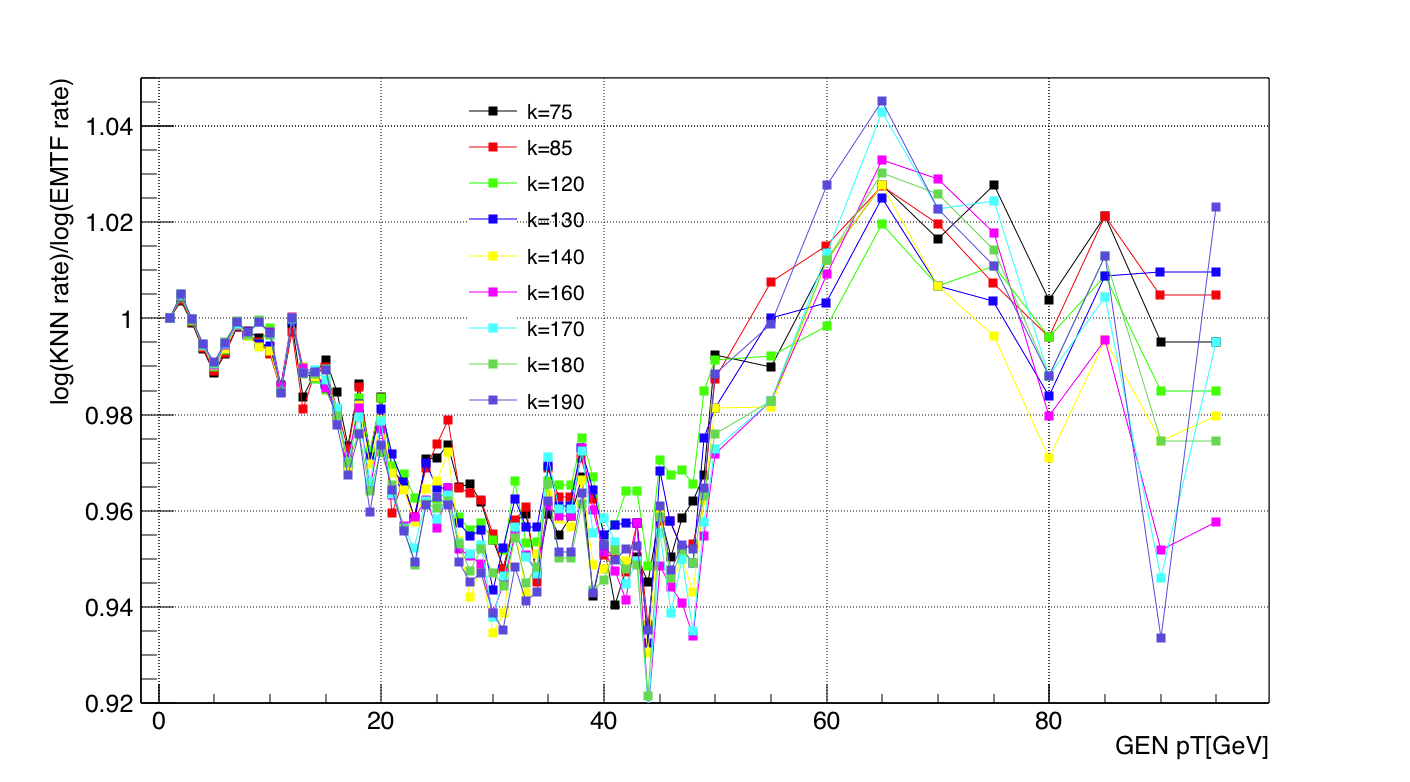 log(KNN rate)/log(EMTF rate)
1.04
1.02
1
0.98
0.96
0.94
0.92
k=75
k=85
k=120
k=130
k=140
k=160
k=170
k=180
k=190
0 20 40 60 80
GEN pT[GeV]